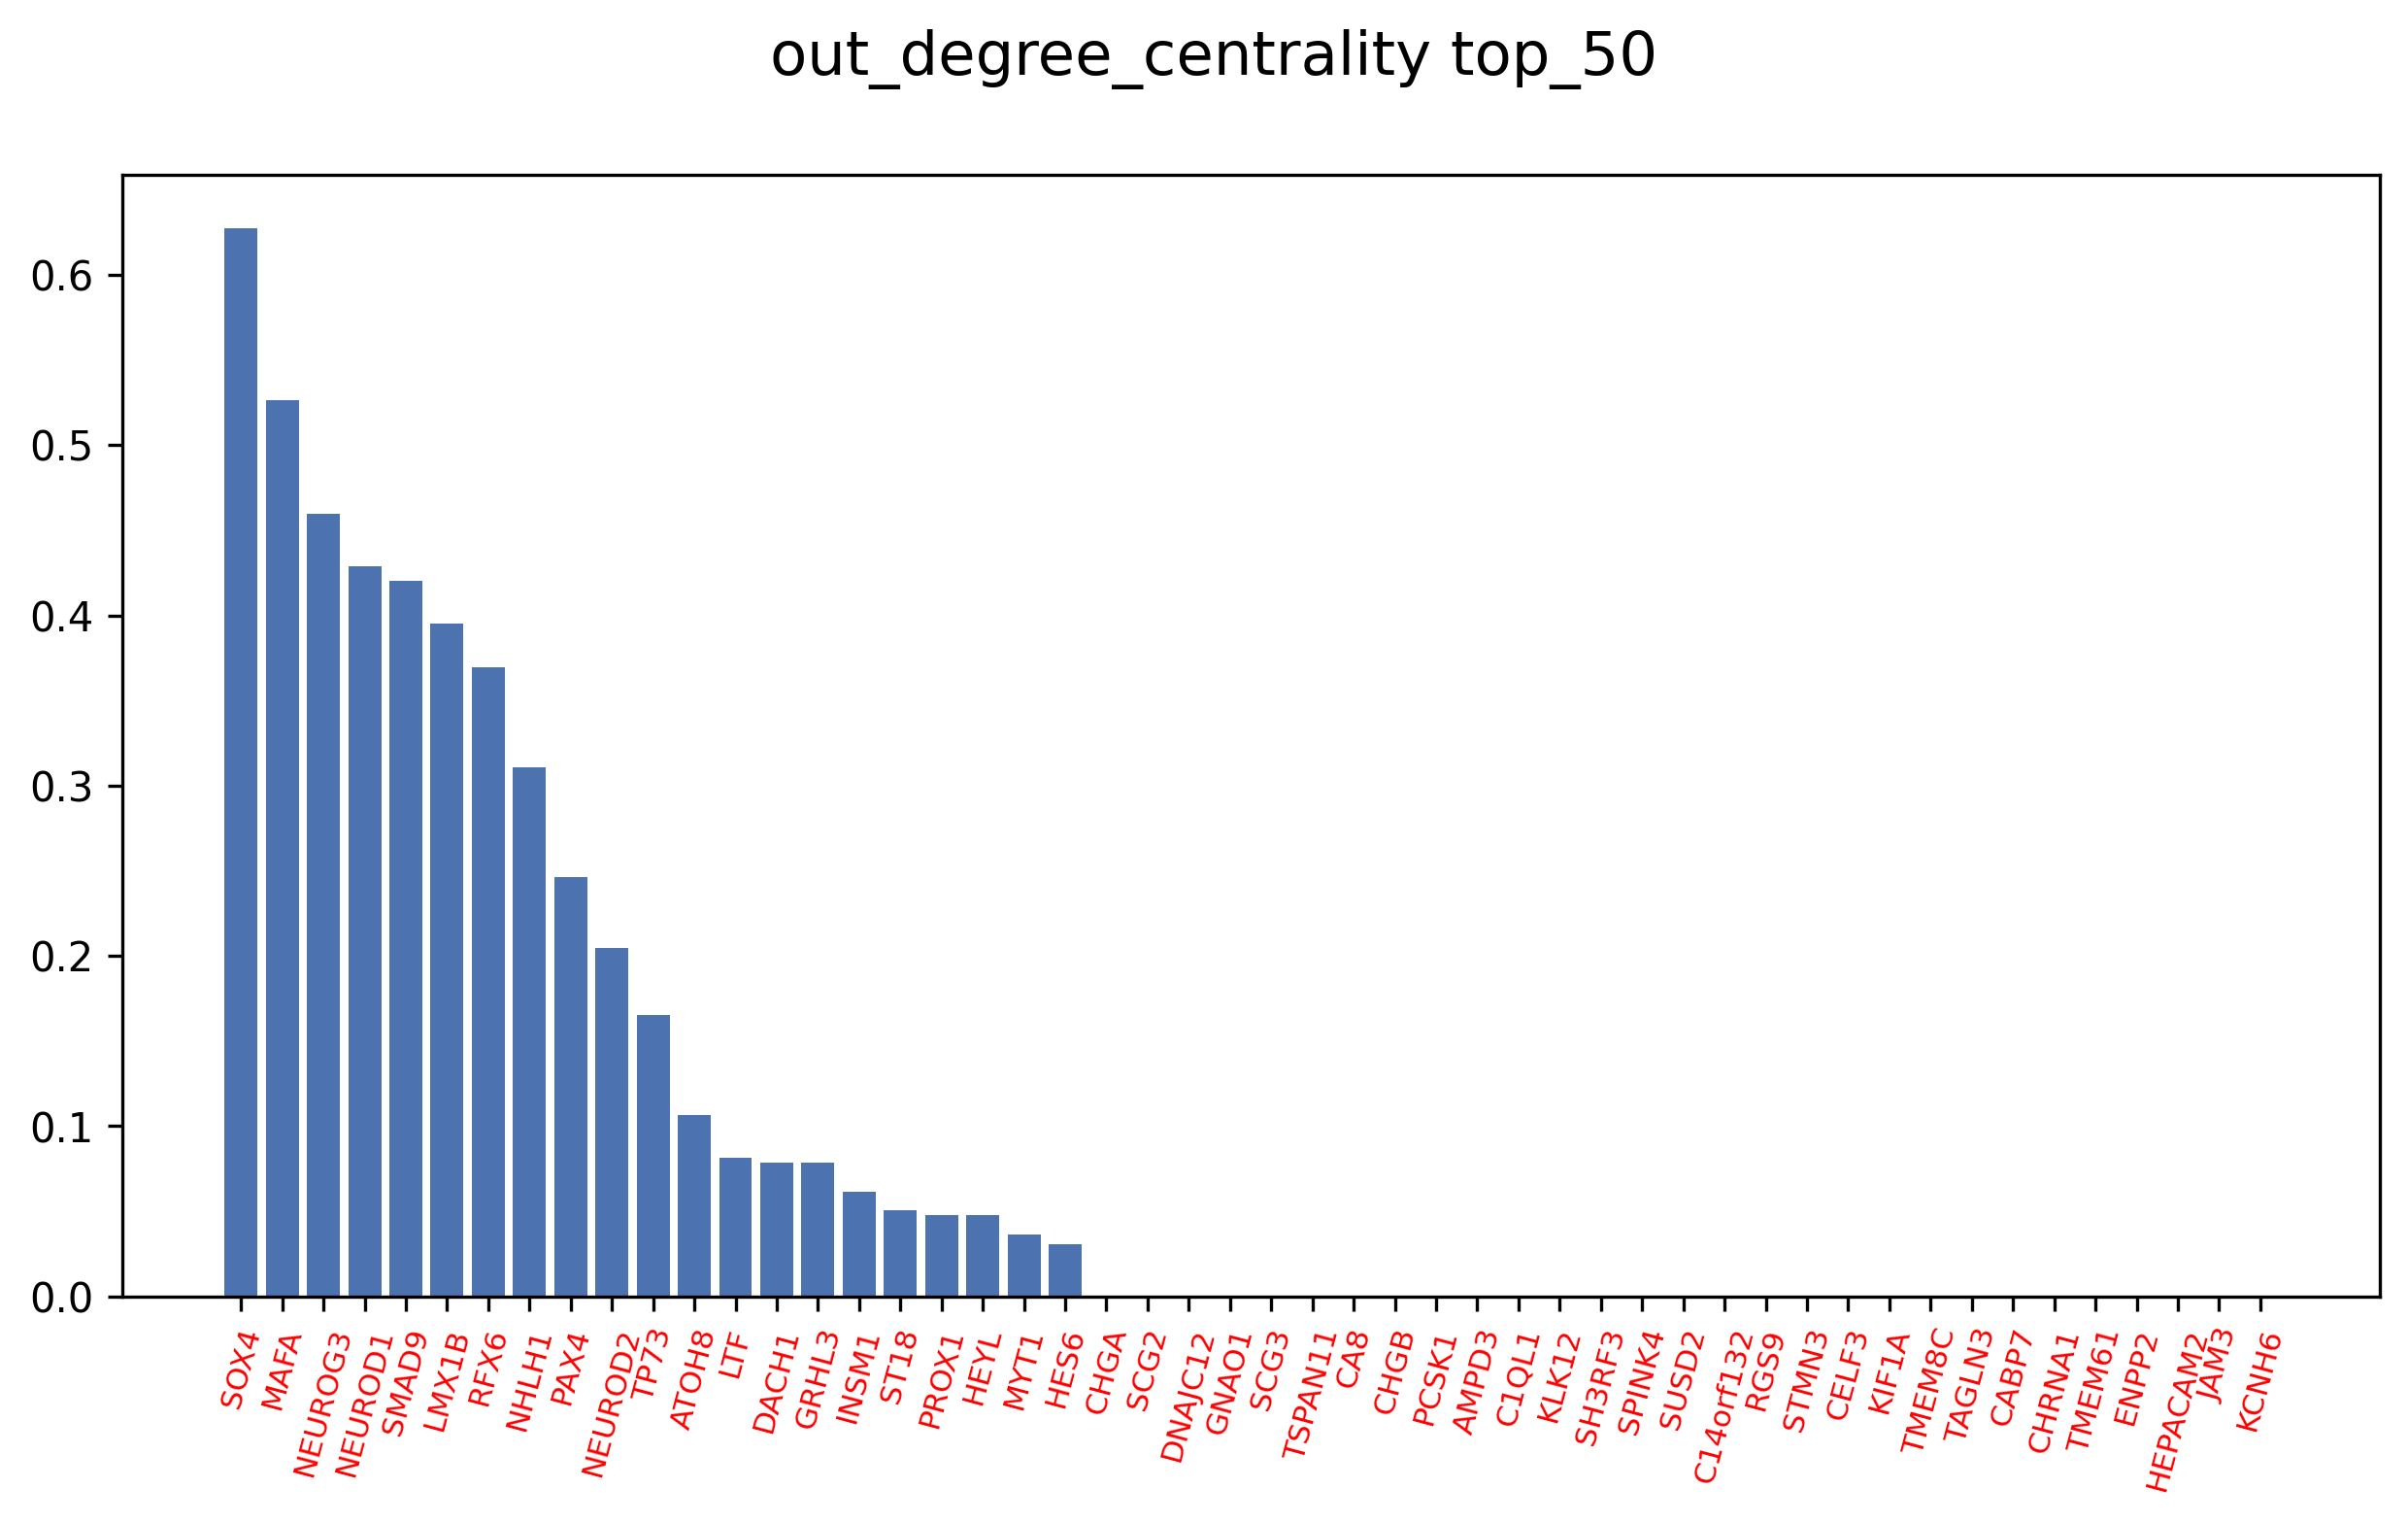 out_degree_centrality top_50
0.6
0.5
0.4
0.3
0.2
0.1
0.0
SOX4
MAFA
NEUROG3
NEUROD1
SMAD9
LMX1B
RFX6
NHLH1
PAX4
NEUROD2
TP73
ATOH8
LTF
DACH1
GRHL3
INSM1
ST18
PROX1
HEYL
MYT1
HES6
CHGA
SCG2
DNAJC12
GNAO1
SCG3
TSPAN11
CA8
CHGB
PCSK1
AMPD3
C1QL1
KLK12
SH3RF3
SPINK4
SUSD2
C14orf132
RGS9
STMN3
CELF3
KIF1A
TMEM8C
TAGLN3
CABP7
CHRNA1
TMEM61
ENPP2
HEPACAM2
JAM3
KCNH6